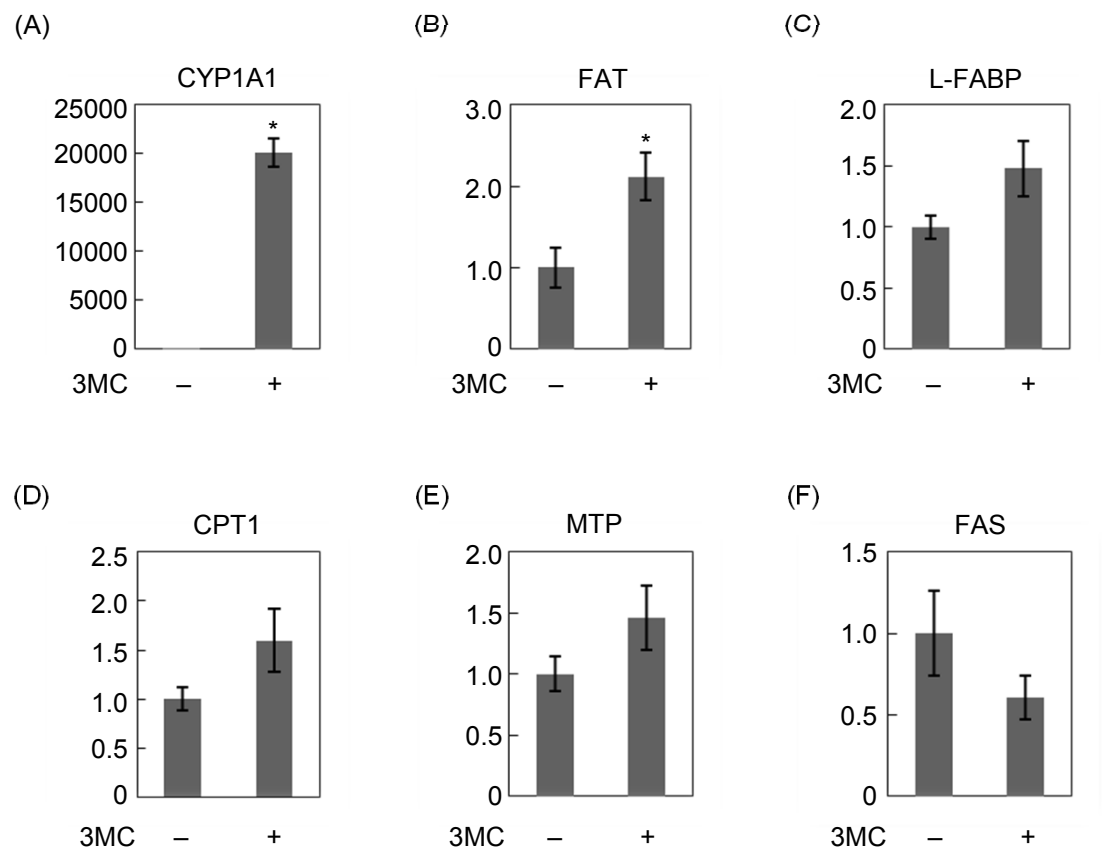 (A)
CYP1A1
25000
20000
15000
10000
5000
0
*
3MC – +
(B)
FAT
3.0
2.0
1.0
0
*
3MC – +
(C)
L-FABP
2.0
1.5
1.0
0.5
0
3MC – +
(D)
CPT1
2.5
2.0
1.5
1.0
0.5
0
3MC – +
(E)
MTP
2.0
1.5
1.0
0.5
0
3MC – +
(F)
FAS
1.5
1.0
0.5
0
3MC – +